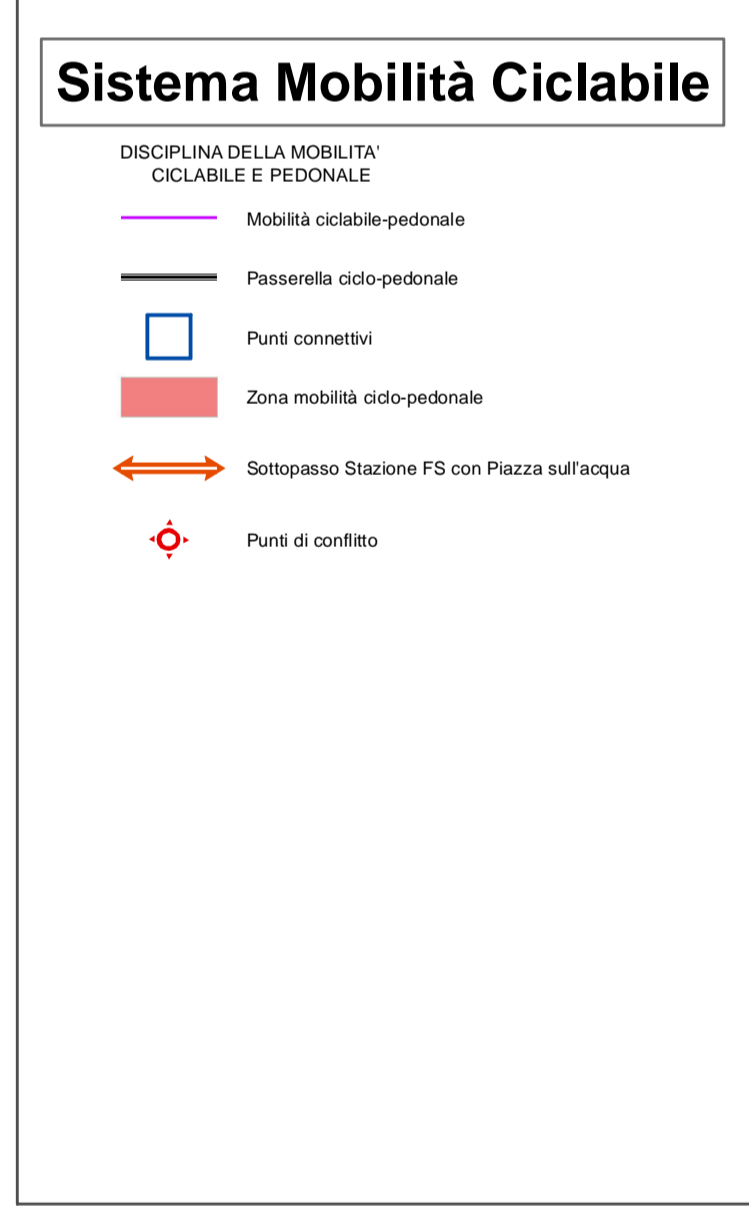 Sistema Mobilità Ciclabile
DISCIPLINA DELLA MOBILITA'
CICLABILE E PEDONALE
Mobilità ciclabile-pedonale
Passerella ciclo-pedonale
Punti connettivi
Zona mobilità ciclo-pedonale
Sottopasso Stazione FS con Piazza sull'acqua
Punti di conflitto